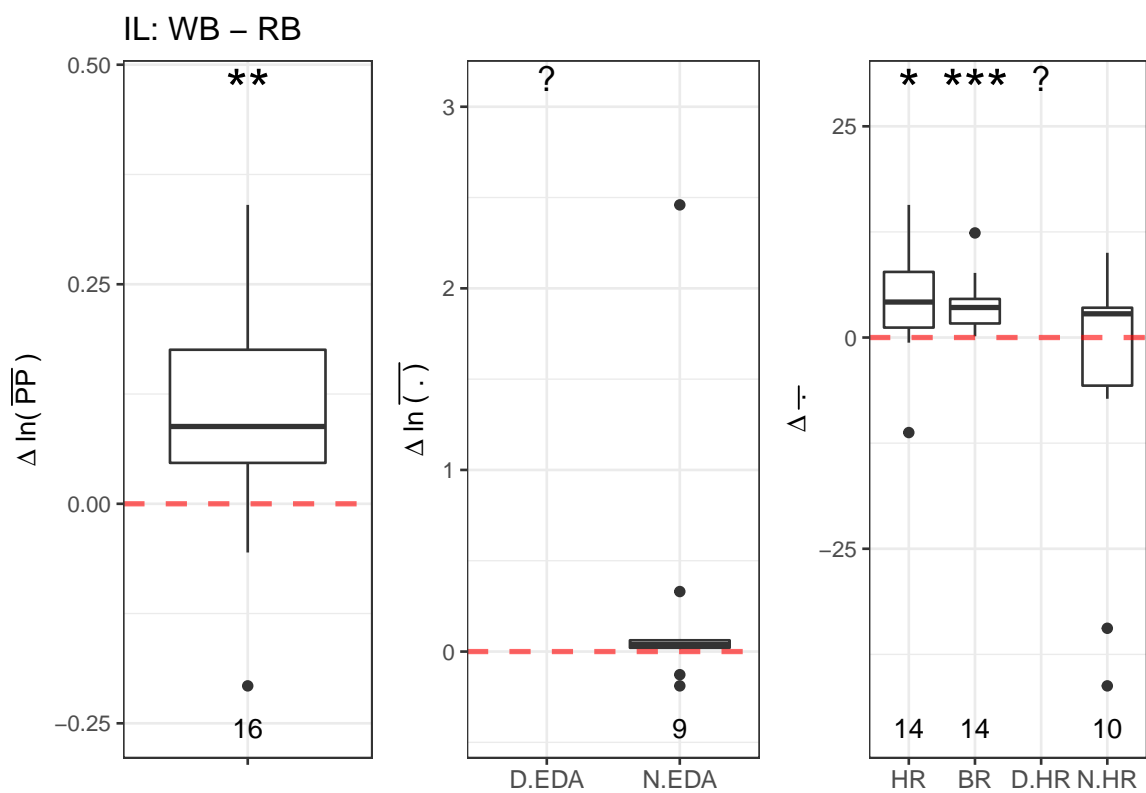 IL: WB − RB
Δ ln( P̅P̅ )
0.50
0.25
0.00
−0.25
**
16
Δ ln ( . )̅
3
2
1
0
?
9
D.EDA N.EDA
Δ .̅
25
0
−25
* *** ?
14 14 10
HR BR D.HR N.HR